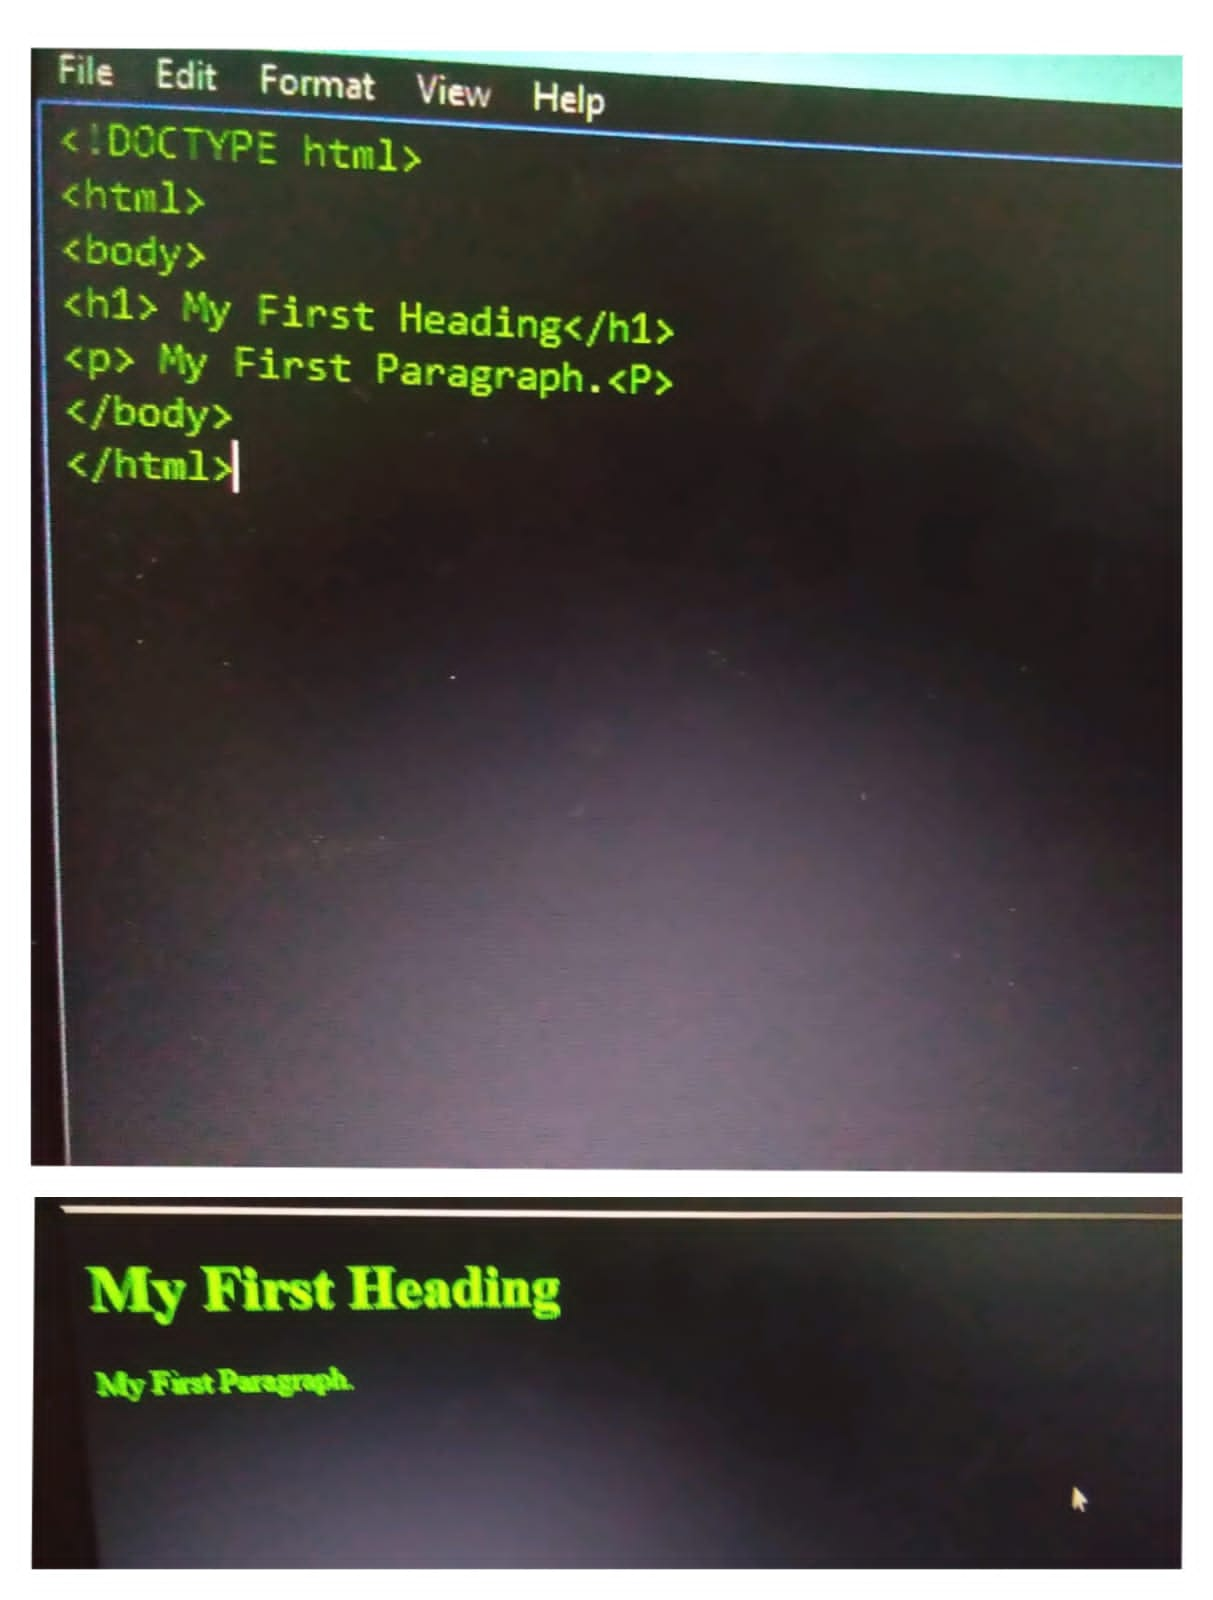 File Edit Format View Help
<!DOCTYPE html>
<html>
<body>
<h1> My First Heading</h1>
<p> My First Paragraph.<P>
</body>
</html>
My First Heading
My First Paragraph.